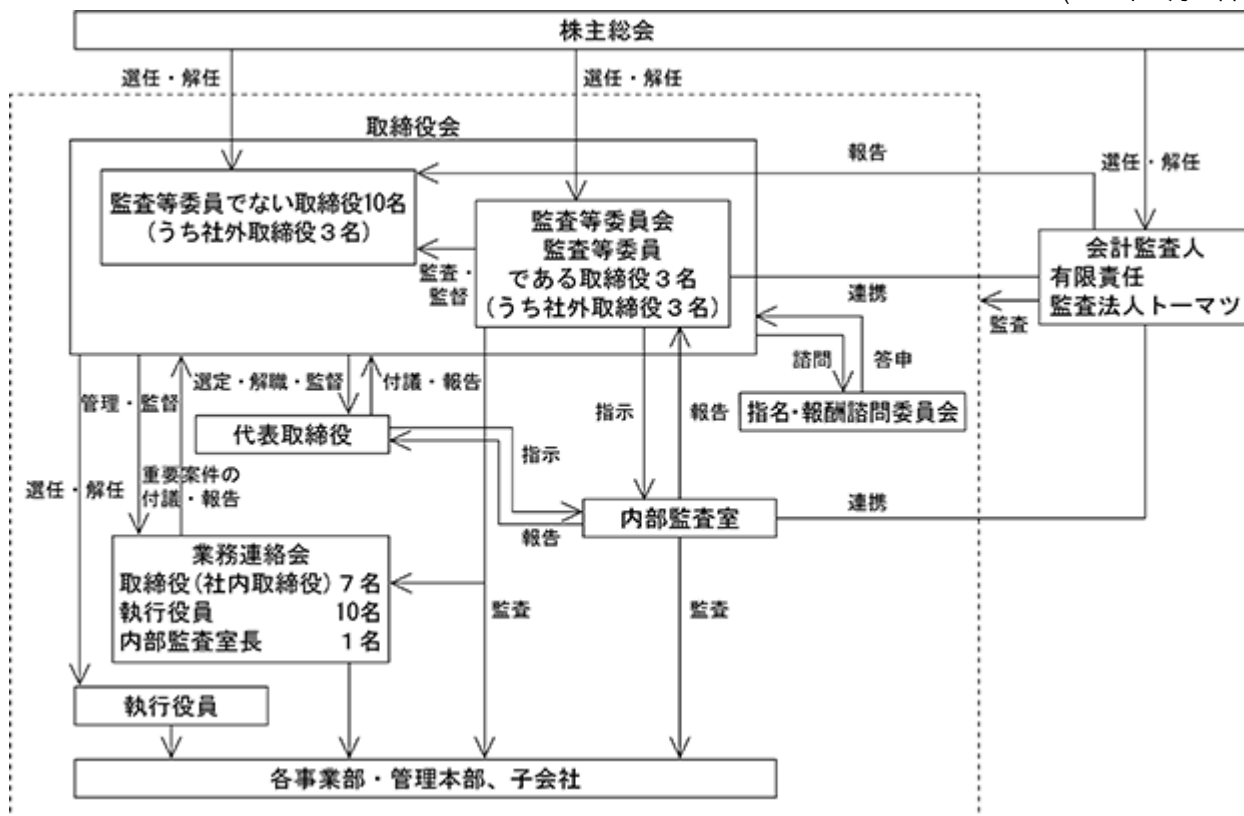 株主総会
選任・解任
選任・解任
取締役会
報告
選任・解任
監査等委員でない取締役10名
(うち社外取締役3名)
監査等委員会
監査等委員
である取締役3名
(うち社外取締役3名)
監査・
監督
会計監査人
有限責任
監査法人トーマツ
連携
監査
諮問
答申
選定・解職・監督
付議・報告
管理・監督
指名・報酬諮問委員会
代表取締役
指示
報告
指示
選任・解任
重要案件の
付議・報告
内部監査室
連携
報告
業務連絡会
取締役(社内取締役)7名
執行役員 10名
内部監査室長 1名
監査
監査
執行役員
各事業部・管理本部、子会社